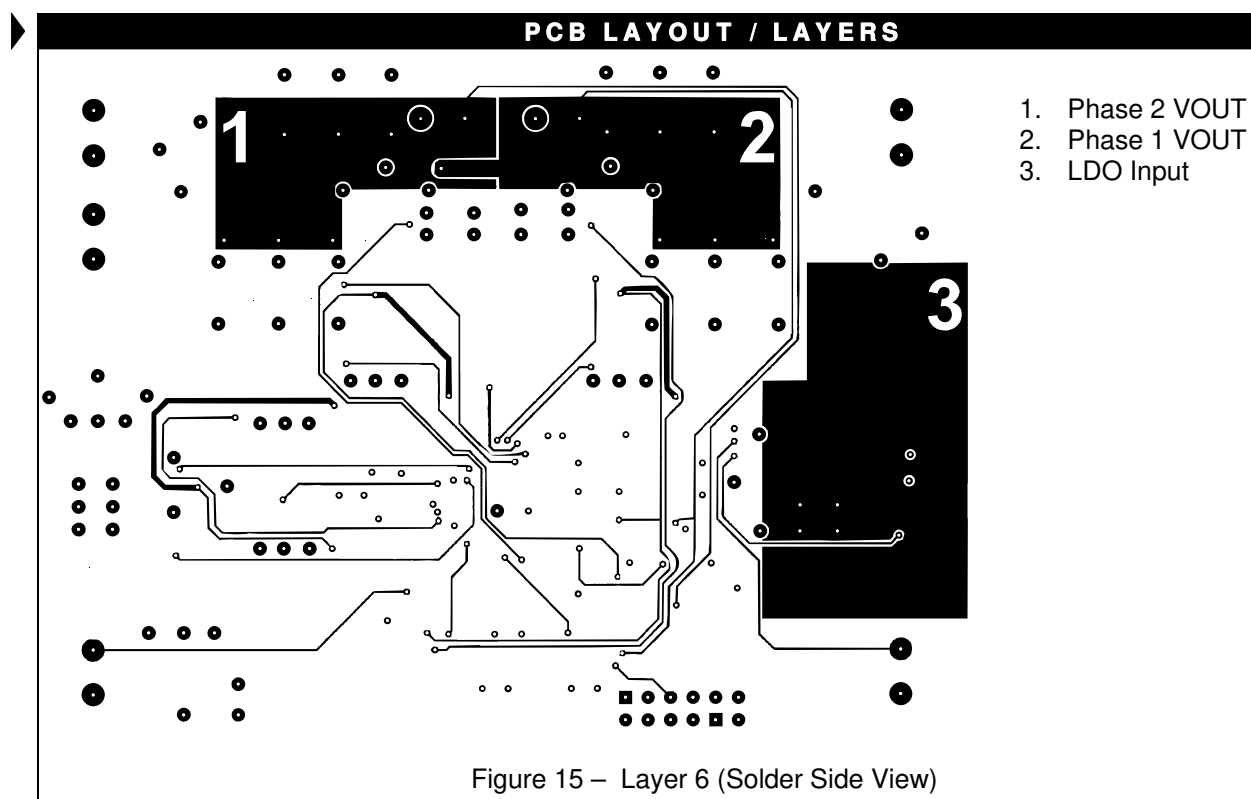 PCB LAYOUT / LAYERS
1
2
3
1. Phase 2 VOUT
2. Phase 1 VOUT
3. LDO Input
Figure 15 – Layer 6 (Solder Side View)